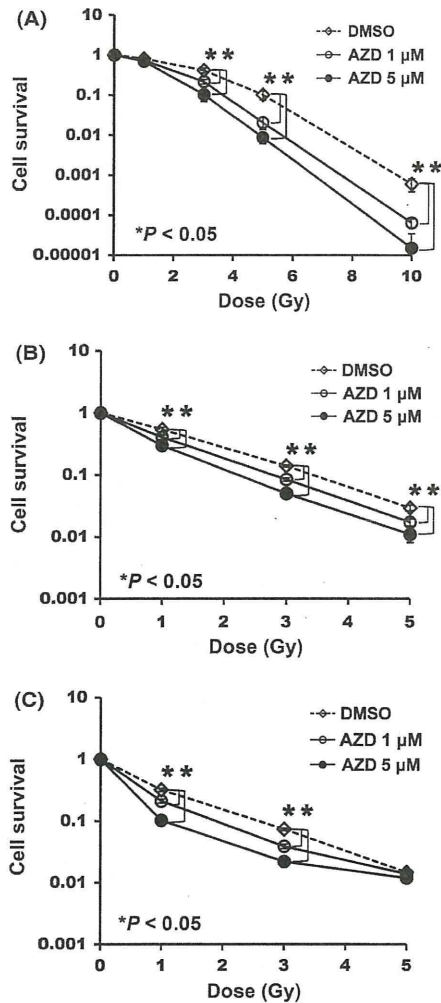 (A)
DMSO
AZD 1 µM
AZD 5 µM
10
1
0.1
0.01
0.001
0.0001
0.00001
Cell survival
**
**
**
*P < 0.05
0 2 4 6 8 10
Dose (Gy)
(B)
DMSO
AZD 1 µM
AZD 5 µM
10
1
0.1
0.01
0.001
Cell survival
**
**
**
*P < 0.05
0 1 2 3 4 5
Dose (Gy)
(C)
DMSO
AZD 1 µM
AZD 5 µM
10
1
0.1
0.01
0.001
Cell survival
**
**
*P < 0.05
0 1 2 3 4 5
Dose (Gy)